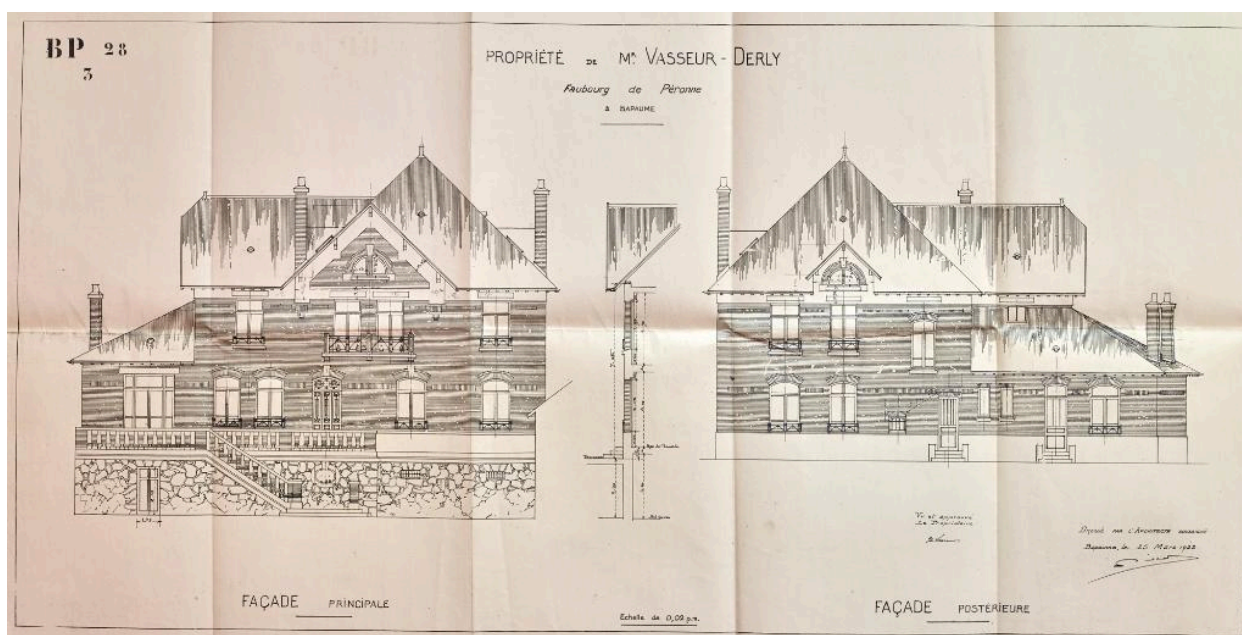 BP 28
3
PROPRIÉTÉ DE MR VASSEUR - DERLY
Faubourg de Péronne
à BAPAUME
Vu et approuvé
Le Propriétaire
DRESSÉ PAR L'ARCHITECTE SOUSSIGNÉ
Bapaume, le 25 Mars 1922
FAÇADE PRINCIPALE
Echelle de 0,02 p.m.
FAÇADE POSTÉRIEURE